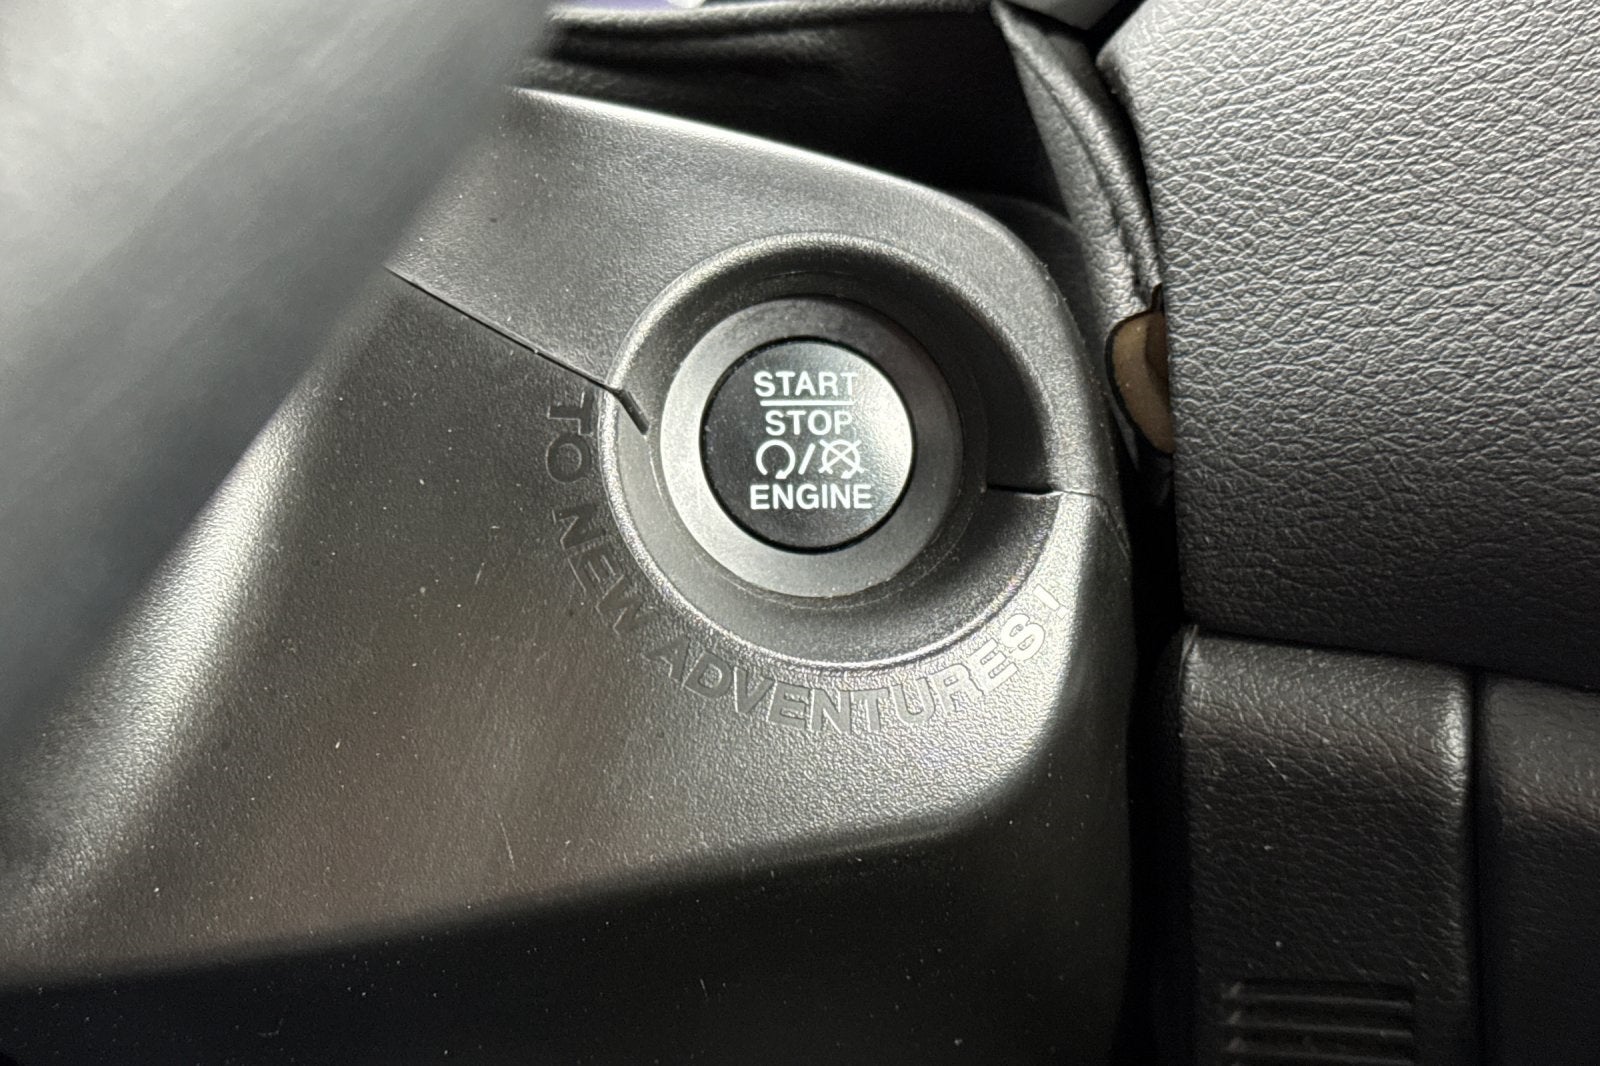 START
STOP
/
ENGINE
TO NEW ADVENTURES!